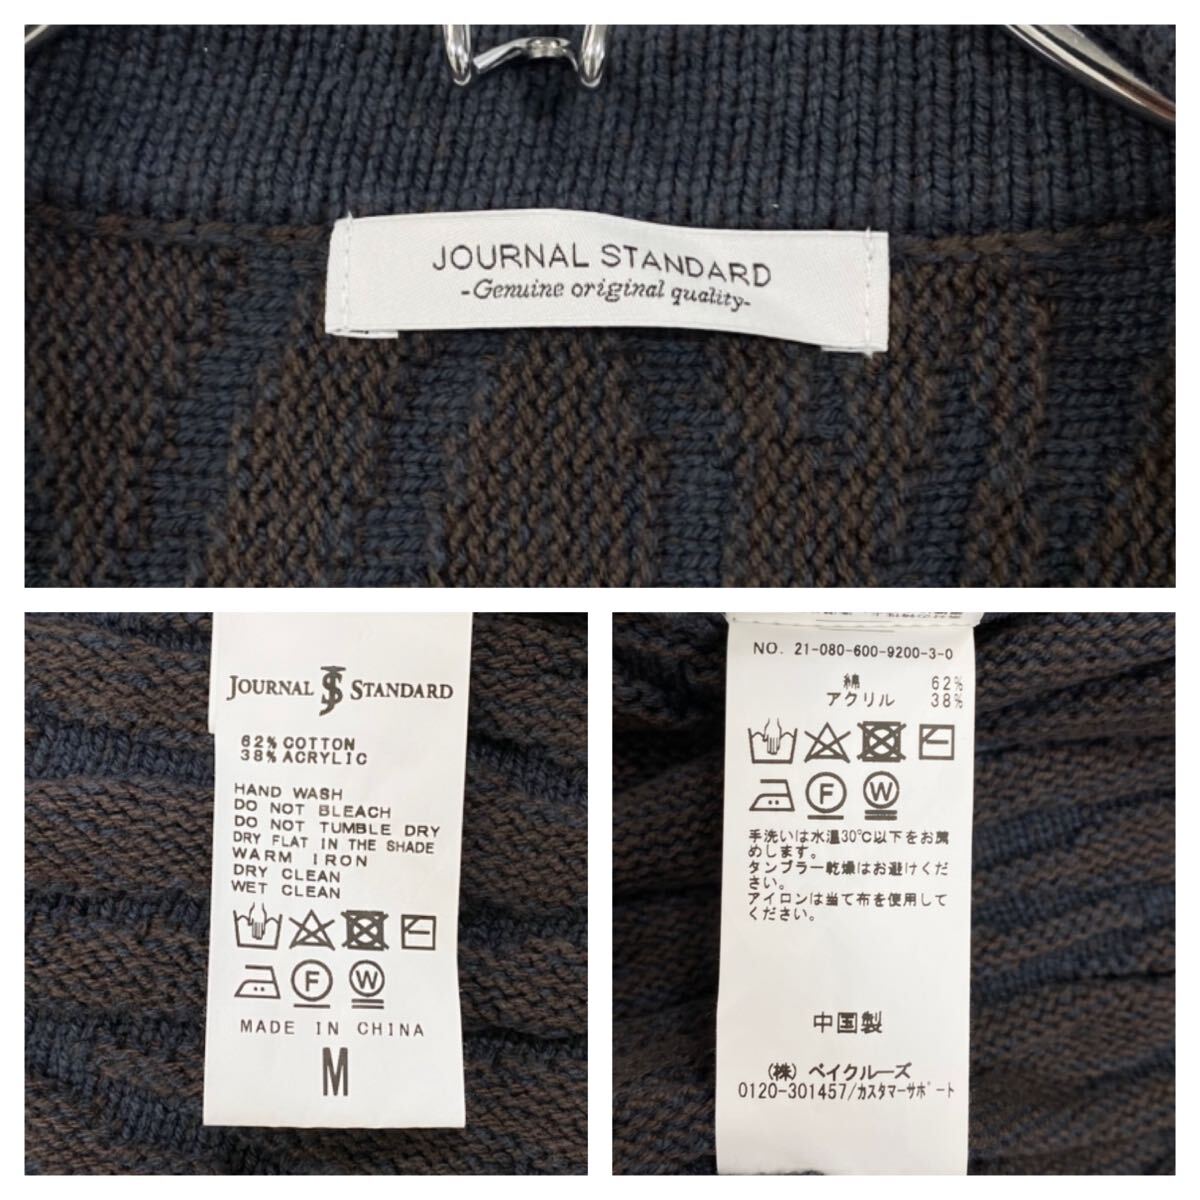 JOURNAL STANDARD
-Genuine original quality-
JOURNAL JS STANDARD
62% COTTON
38% ACRYLIC
HAND WASH
DO NOT BLEACH
DO NOT TUMBLE DRY
DRY FLAT IN THE SHADE
WARM IRON
DRY CLEAN
WET CLEAN
F W
MADE IN CHINA
M
NO. 21-080-600-9200-3-0
綿 62%
アクリル 38%
F W
手洗いは水温30℃以下をお薦
めします。
タンブラー乾燥はお避けくだ
さい。
アイロンは当て布を使用して
ください。
中国製
(株) ベイクルーズ
0120-301457/ｶｽﾀﾏｰｻﾎﾟｰﾄ